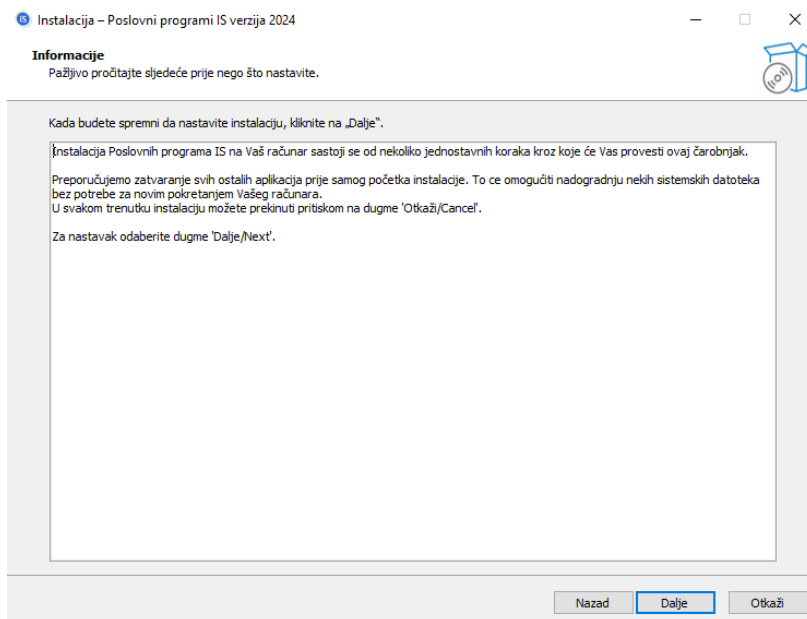 IS Instalacija – Poslovni programi IS verzija 2024
Informacije
Pažljivo pročitajte sljedeće prije nego što nastavite.
Kada budete spremni da nastavite instalaciju, kliknite na „Dalje“.
Instalacija Poslovnih programa IS na Vaš računar sastoji se od nekoliko jednostavnih koraka kroz koje će Vas provesti ovaj čarobnjak.
Preporučujemo zatvaranje svih ostalih aplikacija prije samog početka instalacije. To ce omogućiti nadogradnju nekih sistemskih datoteka
bez potrebe za novim pokretanjem Vašeg računara.
U svakom trenutku instalaciju možete prekinuti pritiskom na dugme 'Otkaži/Cancel'.
Za nastavak odaberite dugme 'Dalje/Next'.
Nazad Dalje Otkaži